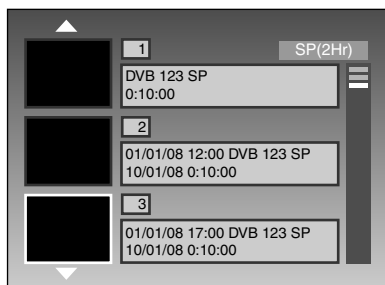 1
SP(2Hr)
DVB 123 SP
0:10:00
2
01/01/08 12:00 DVB 123 SP
10/01/08 0:10:00
3
01/01/08 17:00 DVB 123 SP
10/01/08 0:10:00